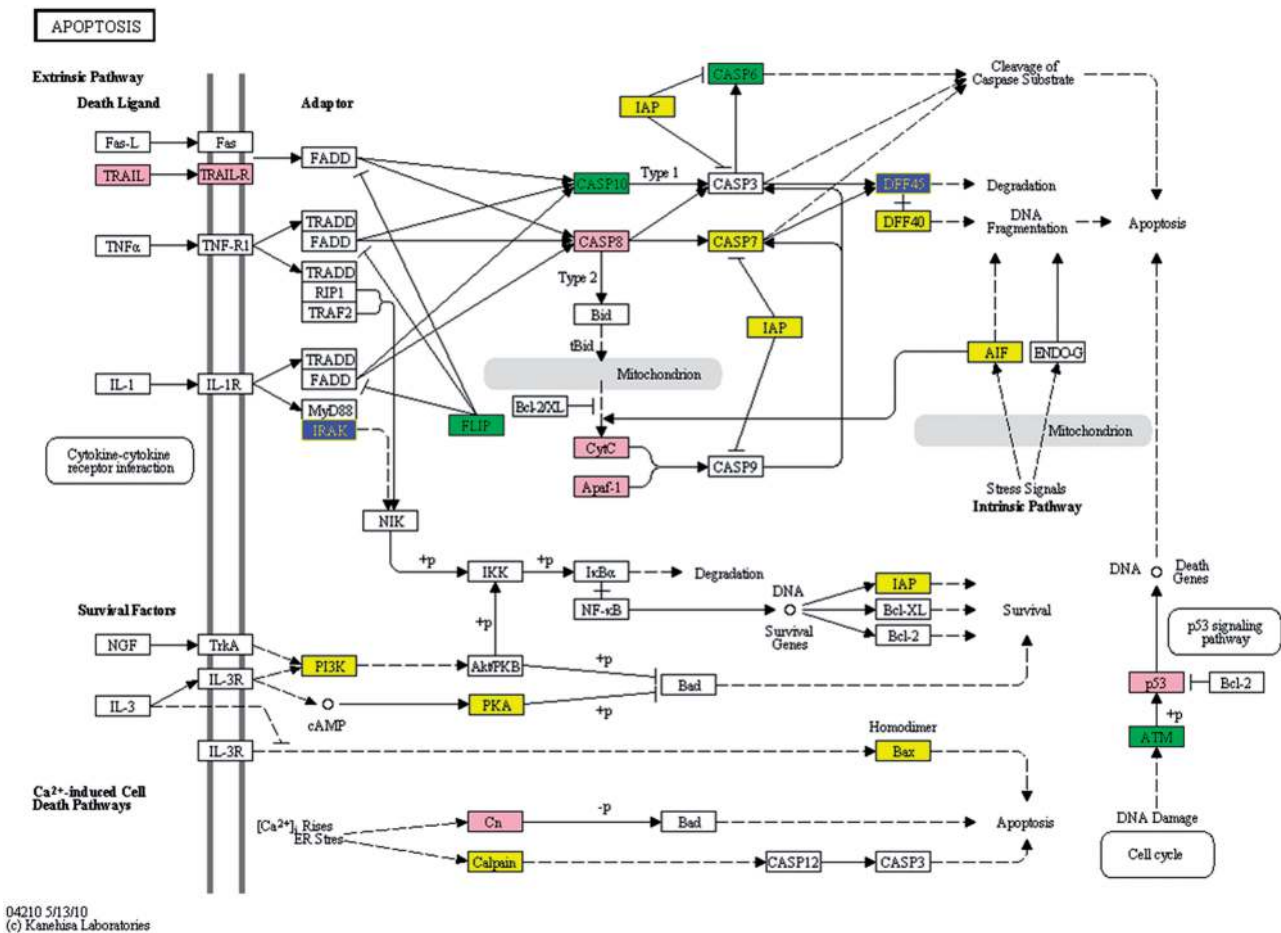 APOPTOSIS
Extrinsic Pathway
Death Ligand
Adaptor
Fas-L
Fas
TRAIL
TRAIL-R
FADD
TNFα
TNF-R1
TRADD
FADD
TRADD
RIP1
TRAF2
IL-1
IL-1R
TRADD
FADD
MyD88
IRAK
FLIP
Cytokine-cytokine
receptor interaction
CASP6
IAP
CASP10
Type 1
CASP3
CASP8
CASP7
Type 2
Bid
tBid
Mitochondrion
Bcl-2/XL
CytC
Apaf-1
CASP9
IAP
Cleavage of
Caspase Substrate
DFF45
Degradation
DFF40
DNA
Fragmentation
Apoptosis
AIF
ENDO-G
Mitochondrion
Stress Signals
Intrinsic Pathway
NIK
+p
IKK
+p
IκBα
Degradation
NF-κB
DNA
Survival
Genes
IAP
Bcl-XL
Bcl-2
Survival
Survival Factors
NGF
TrkA
PI3K
Akt/PKB
+p
+p
IL-3R
IL-3
cAMP
PKA
+p
Bad
IL-3R
Homodimer
Bax
DNA
Death
Genes
p53 signaling
pathway
p53
Bcl-2
+p
ATM
DNA Damage
Cell cycle
Ca2+-induced Cell
Death Pathways
[Ca2+]i Rises
ER Stres
Cn
-p
Bad
Apoptosis
Calpain
CASP12
CASP3
04210 5/13/10
(c) Kanehisa Laboratories